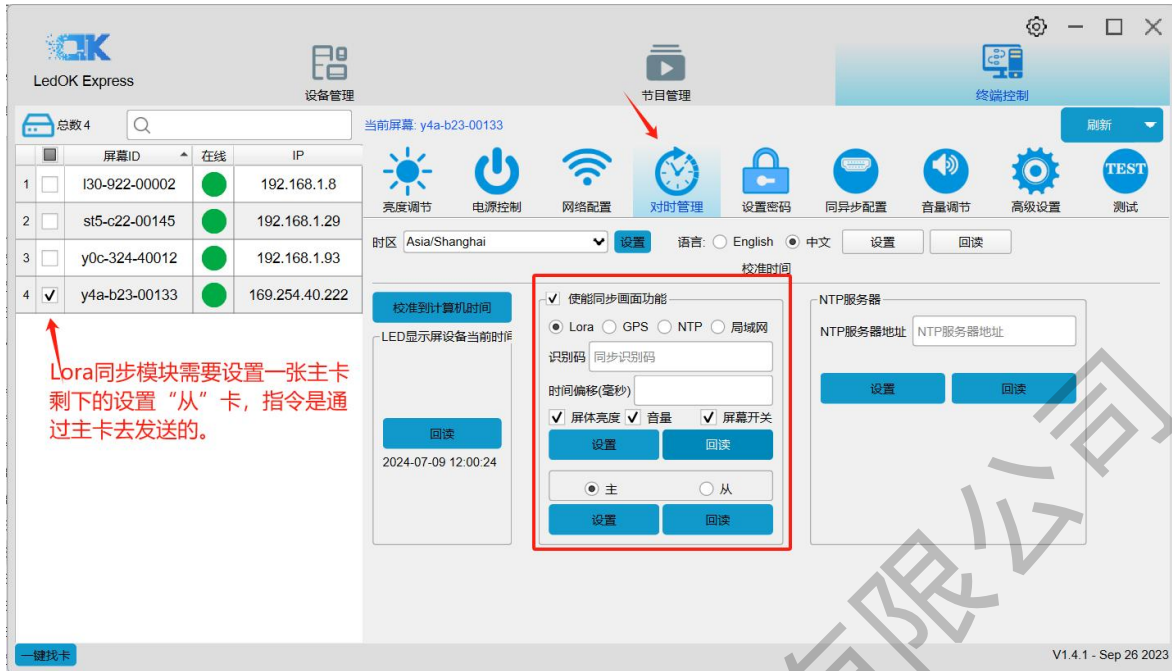 LedOK Express
设备管理
节目管理
终端控制
总数4
当前屏幕: y4a-b23-00133
刷新
屏幕ID 在线 IP
1 l30-922-00002 192.168.1.8
2 st5-c22-00145 192.168.1.29
3 y0c-324-40012 192.168.1.93
4 y4a-b23-00133 169.254.40.222
亮度调节 电源控制 网络配置 对时管理 设置密码 同异步配置 音量调节 高级设置 测试
TEST
时区 Asia/Shanghai 设置 语言: English 中文 设置 回读
校准时间
校准到计算机时间
LED显示屏设备当前时间
回读
2024-07-09 12:00:24
使能同步画面功能
Lora GPS NTP 局域网
识别码 同步识别码
时间偏移(毫秒)
屏体亮度 音量 屏幕开关
设置 回读
主 从
设置 回读
NTP服务器
NTP服务器地址 NTP服务器地址
设置 回读
Lora同步模块需要设置一张主卡
剩下的设置“从”卡，指令是通
过主卡去发送的。
有限公司
一键找卡
V1.4.1 - Sep 26 2023